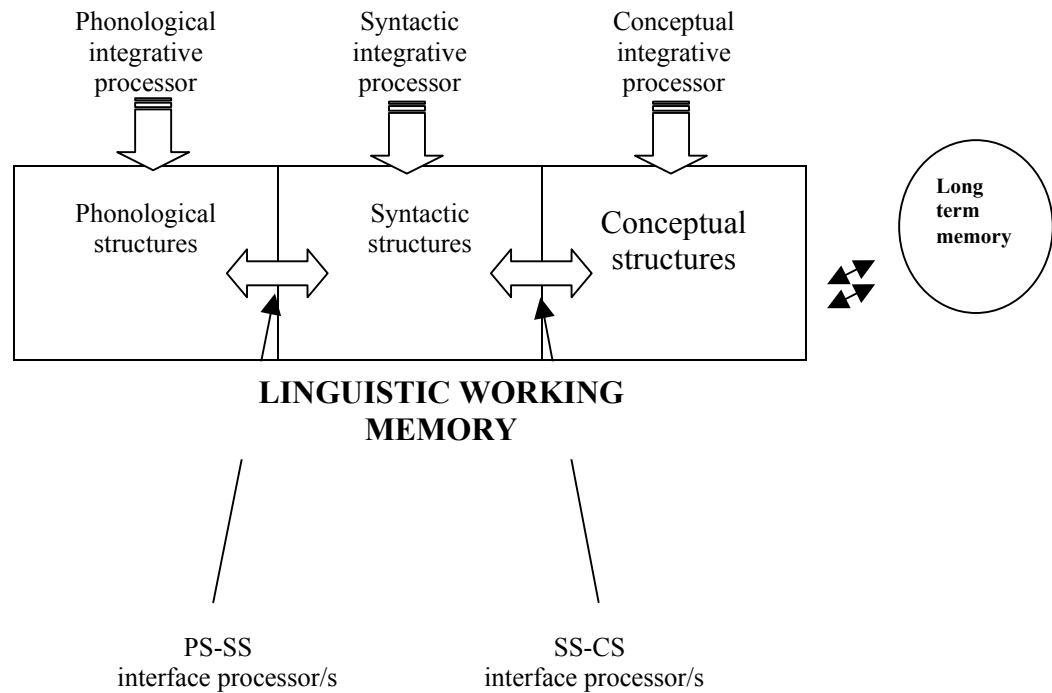 Phonological
integrative
processor
Syntactic
integrative
processor
Conceptual
integrative
processor
Phonological
structures
Syntactic
structures
Conceptual
structures
Long
term
memory
LINGUISTIC WORKING
MEMORY
PS-SS
interface processor/s
SS-CS
interface processor/s